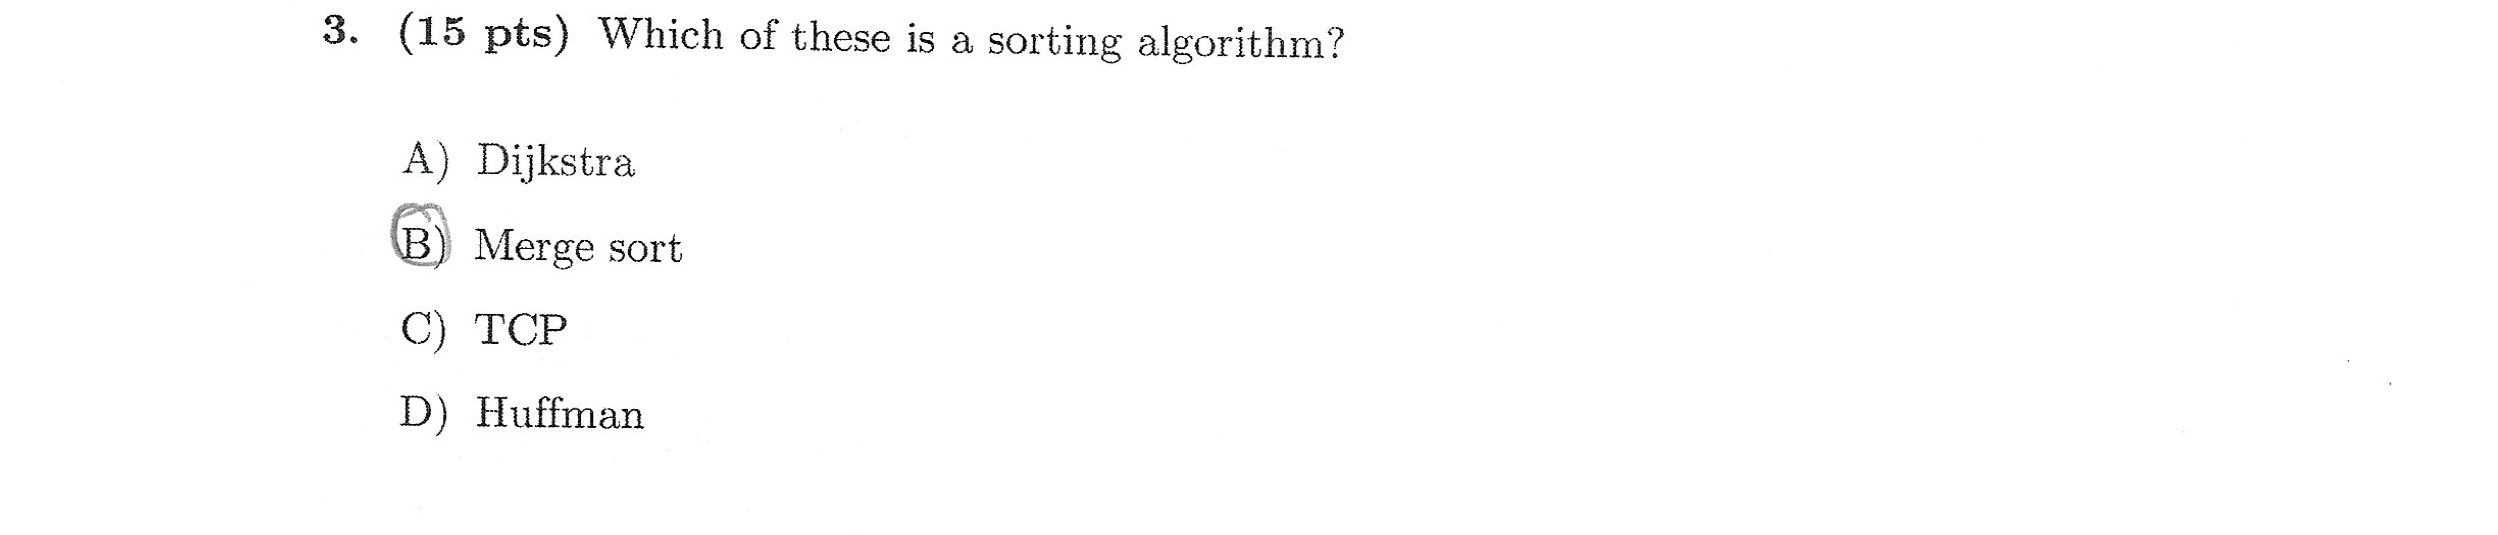 3. (15 pts) Which of these is a sorting algorithm?
A) Dijkstra
B) Merge sort
C) TCP
D) Huffman